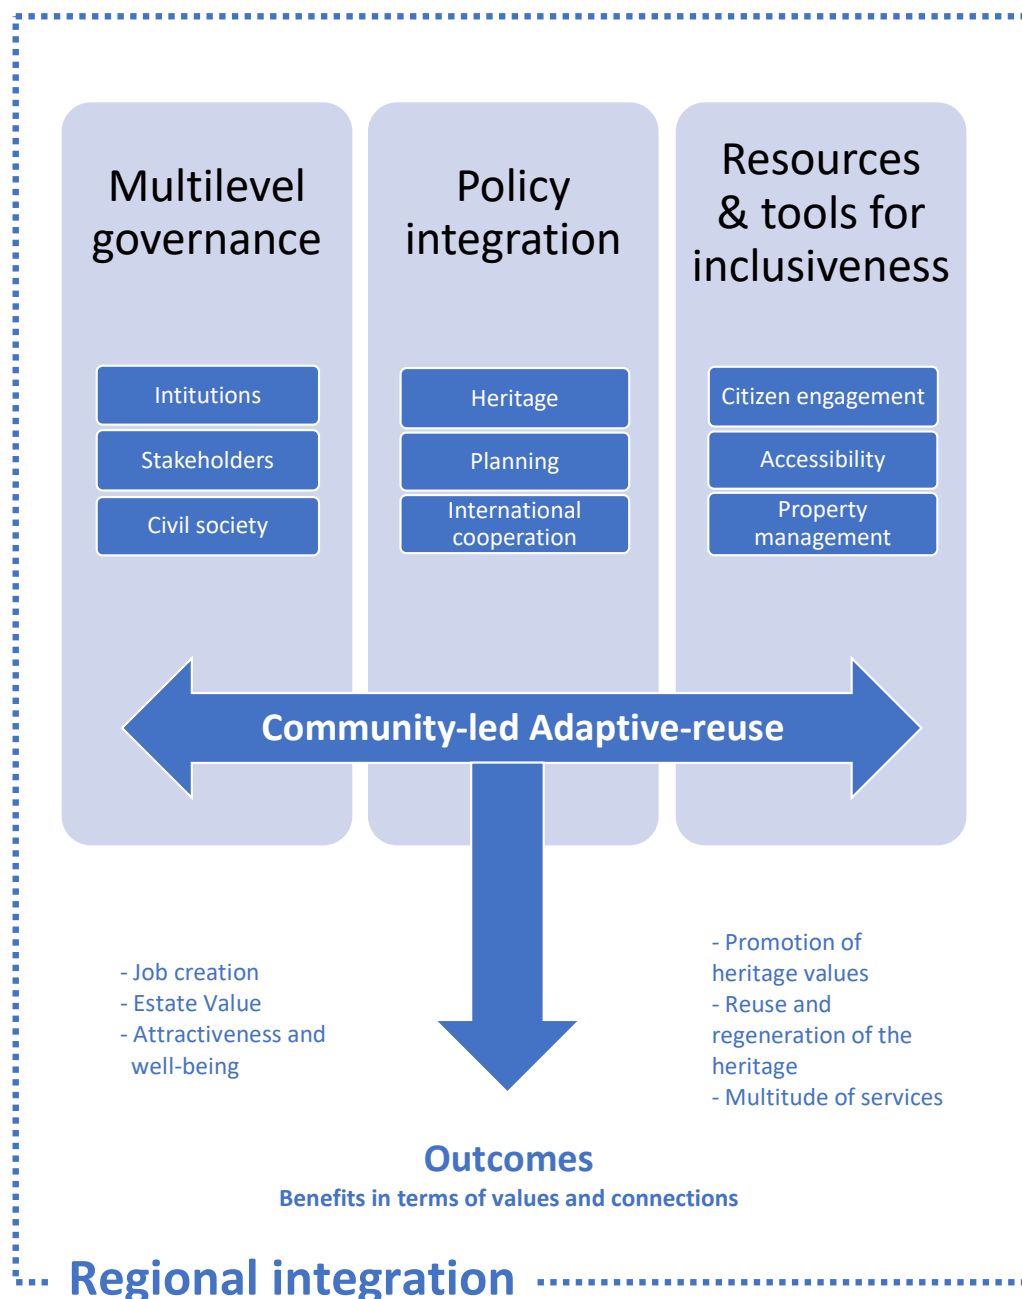 Multilevel
governance
Policy
integration
Resources
& tools for
inclusiveness
Intitutions
Stakeholders
Civil society
Heritage
Planning
International
cooperation
Citizen engagement
Accessibility
Property
management
Community-led Adaptive-reuse
- Job creation
- Estate Value
- Attractiveness and
well-being
- Promotion of
heritage values
- Reuse and
regeneration of the
heritage
- Multitude of services
Outcomes
Benefits in terms of values and connections
Regional integration